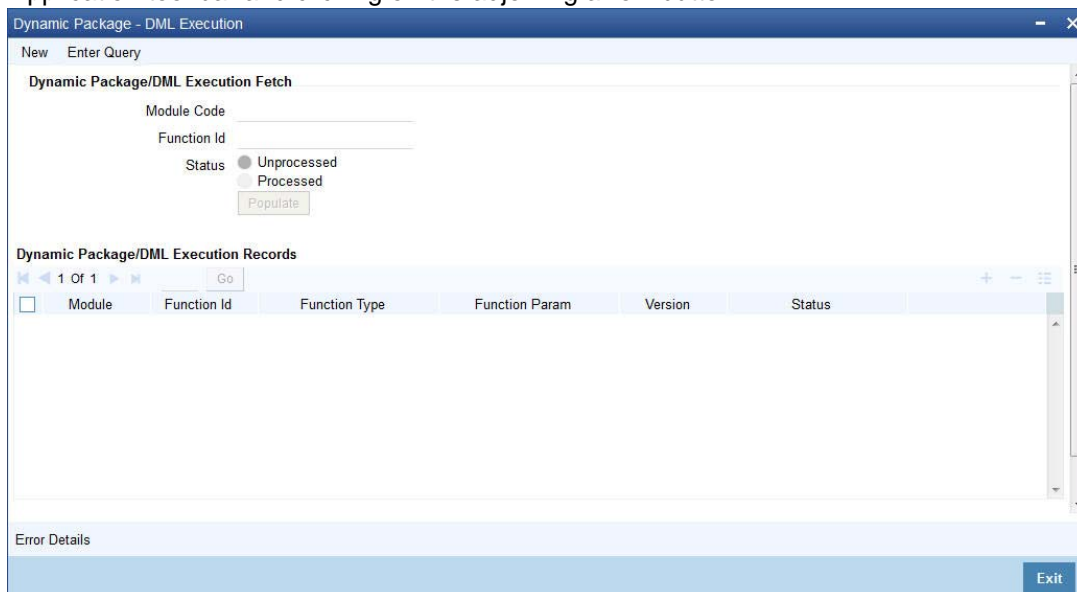 Dynamic Package - DML Execution
New Enter Query
Dynamic Package/DML Execution Fetch
Module Code
Function Id
Status Unprocessed
Processed
Populate
Dynamic Package/DML Execution Records
1 Of 1 Go
Module Function Id Function Type Function Param Version Status
Error Details
Exit